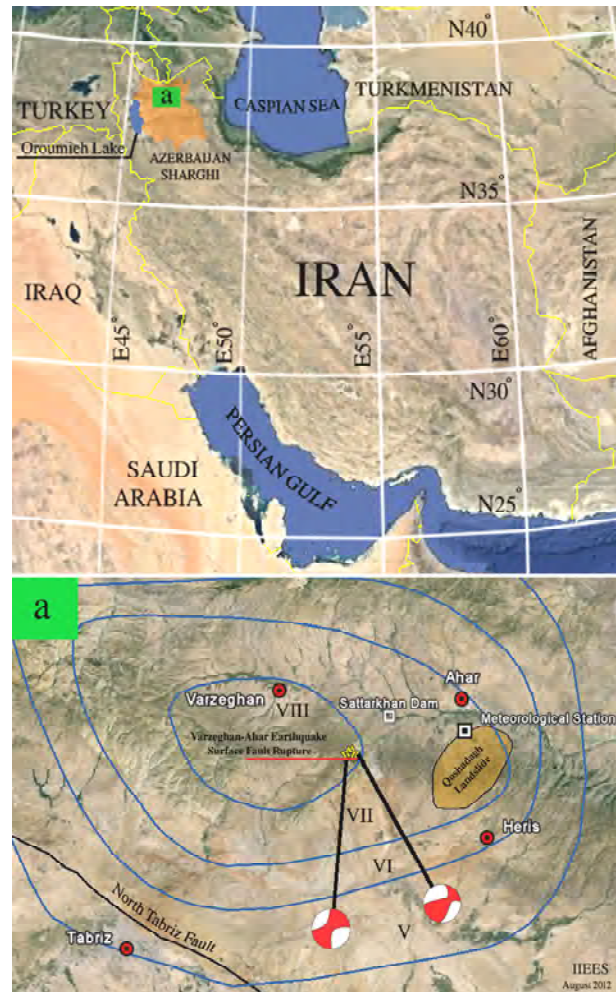 N40°
TURKMENISTAN
CASPIAN SEA
a
TURKEY
Oroumieh Lake
AZERBAIJAN
SHARGHI
N35°
IRAN
IRAQ
AFGHANISTAN
E45°
E50°
E55°
E60°
N30°
PERSIAN GULF
SAUDI
ARABIA
N25°
a
Ahar
Varzeghan
Sattarkhan Dam
VIII
Meteorological Station
Varzeghan-Ahar Earthquake
Surface Fault Rupture
Qoshadagh
Landslide
VII
Heris
VI
North Tabriz Fault
V
Tabriz
IIEES
August 2012